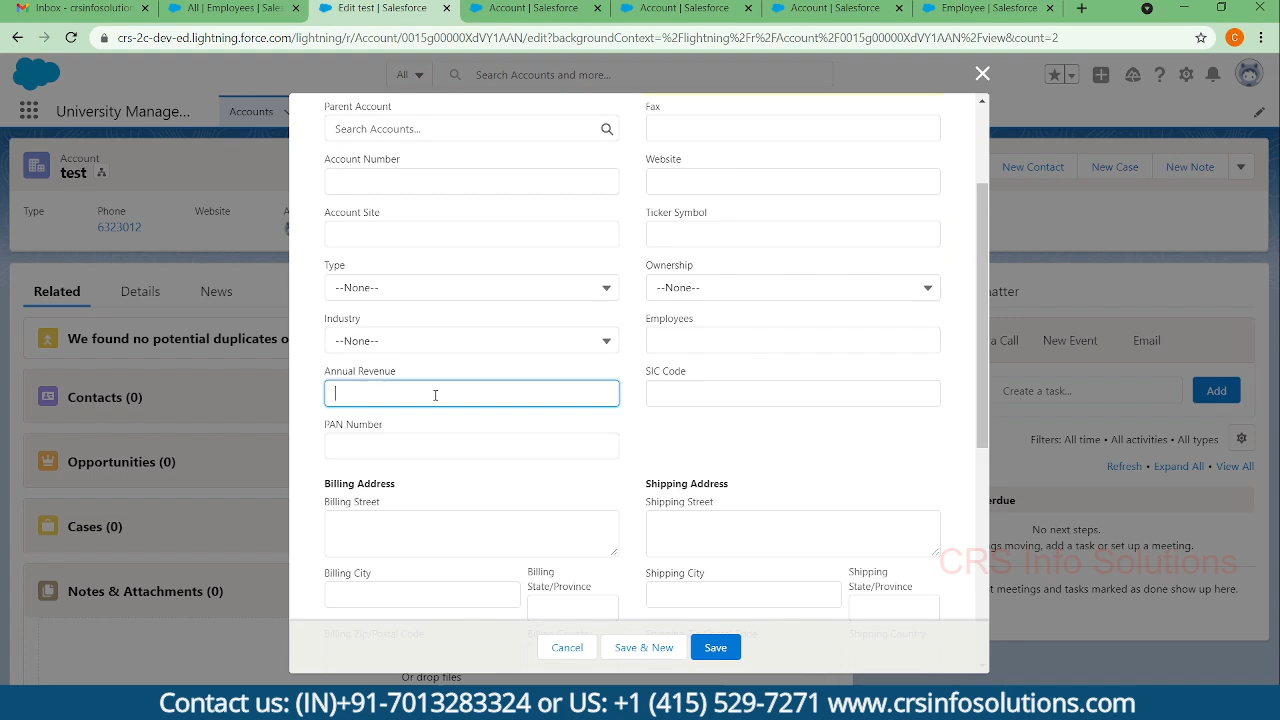 Inbox - crsinfosolution
All | Employees | Sales
Edit test | Salesforce
Account | Salesforce
Account | Salesforce
Account | Salesforce
Employee | Salesforce
crs-2c-dev-ed.lightning.force.com/lightning/r/Account/0015g00000XdVY1AAN/edit?backgroundContext=%2Flightning%2Fr%2FAccount%2F0015g00000XdVY1AAN%2Fview&count=2
C
All
Search Accounts and more...
University Manage...
Accounts
Account
test
New Contact
New Case
New Note
Type
Phone
Website
6323012
Related
Details
News
We found no potential duplicates o
Contacts (0)
Opportunities (0)
Cases (0)
Notes & Attachments (0)
Or drop files
Parent Account
Fax
Search Accounts...
Account Number
Website
Account Site
Ticker Symbol
Type
Ownership
--None--
--None--
Industry
Employees
--None--
Annual Revenue
SIC Code
PAN Number
Billing Address
Shipping Address
Billing Street
Shipping Street
Billing City
Billing State/Province
Shipping City
Shipping State/Province
Billing Zip/Postal Code
Shipping Country
Cancel
Save & New
Save
hatter
a Call
New Event
Email
Create a task...
Add
Filters: All time • All activities • All types
Refresh • Expand All • View All
erdue
No next steps.
gs moving, add a task or set up a meeting.
t meetings and tasks marked as done show up here.
CRS Info Solutions
Contact us: (IN)+91-7013283324 or US: +1 (415) 529-7271 www.crsinfosolutions.com